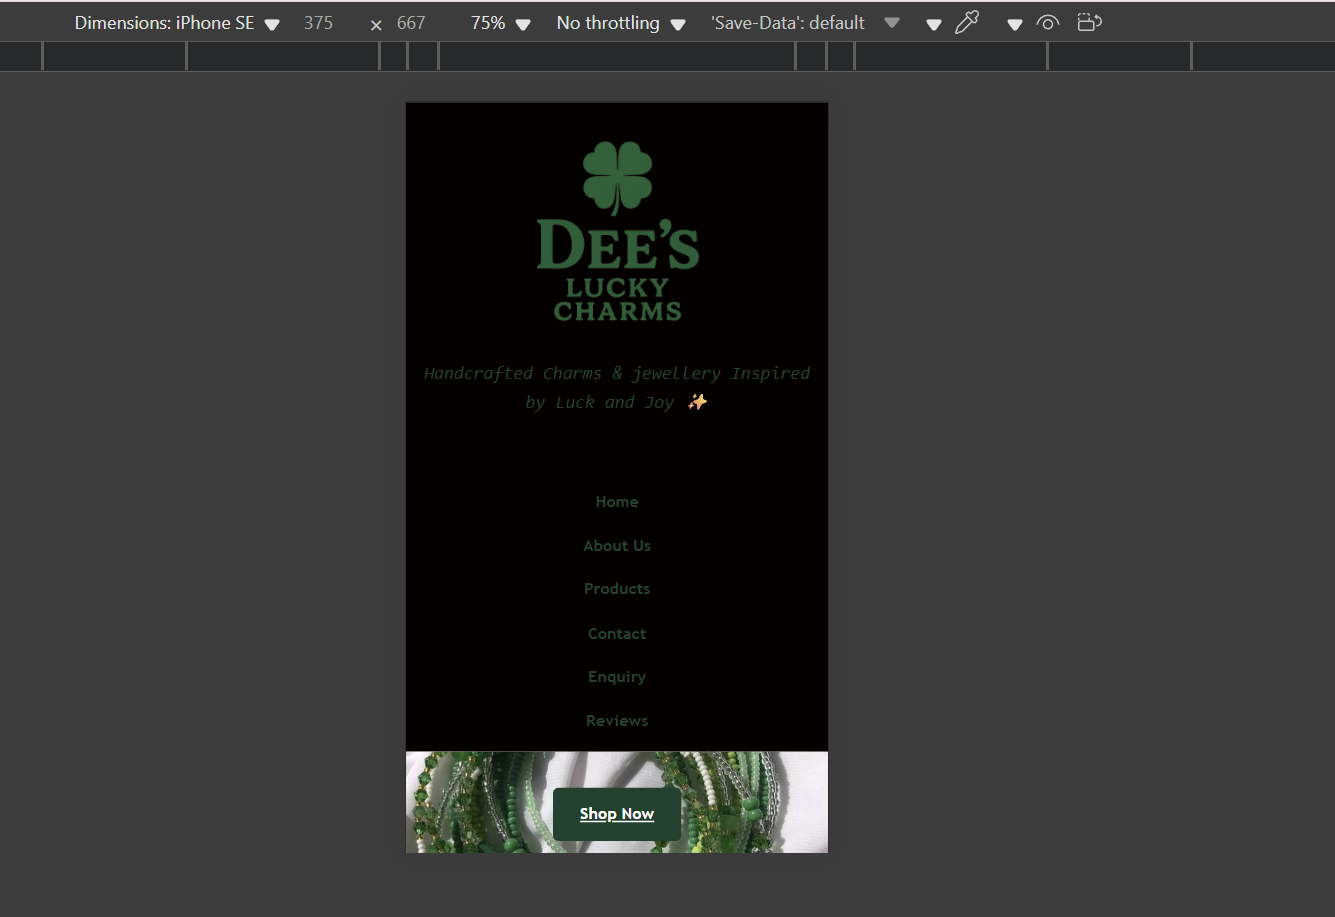 Dimensions: iPhone SE 375 × 667 75% No throttling 'Save-Data': default
DEE'S
LUCKY
CHARMS
Handcrafted Charms & jewellery Inspired
by Luck and Joy ✨
Home
About Us
Products
Contact
Enquiry
Reviews
Shop Now